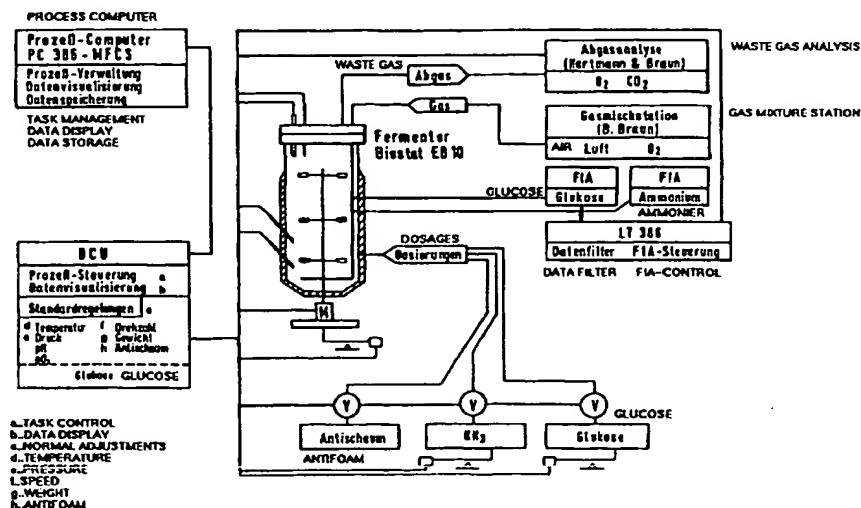 PROCESS COMPUTER
Prozeß-Computer
PC 386-MFCS
Prozeß-Verwaltung
Datenvisualisierung
Datenspeicherung
TASK MANAGEMENT
DATA DISPLAY
DATA STORAGE
WASTE GAS
Abgas
Gas
Abgasanalyse
(Hartmann & Braun)
O₂ CO₂
WASTE GAS ANALYSIS
Gasmischstation
(B. Braun)
AIR Luft O₂
GAS MIXTURE STATION
Fermenter
Biostat ED10
GLUCOSE
FIA
Glukose
FIA
Ammonium
AMMONIER
LT 386
Datenfilter FIA-Steuerung
DATA FILTER FIA-CONTROL
DOSAGES
Dosierungen
DCU
Prozeß-Steuerung a
Datenvisualisierung b
Standardregelungen c
d Temperatur f Drehzahl
e Druck g Gewicht
pH h Antischaum
pO₂
Glukose GLUCOSE
M
V
V
V
GLUCOSE
Antischaum
ANTIFOAM
Glukose
a..TASK CONTROL
b..DATA DISPLAY
c..NORMAL ADJUSTMENTS
d..TEMPERATURE
e..PRESSURE
f..SPEED
g..WEIGHT
h..ANTIFOAM